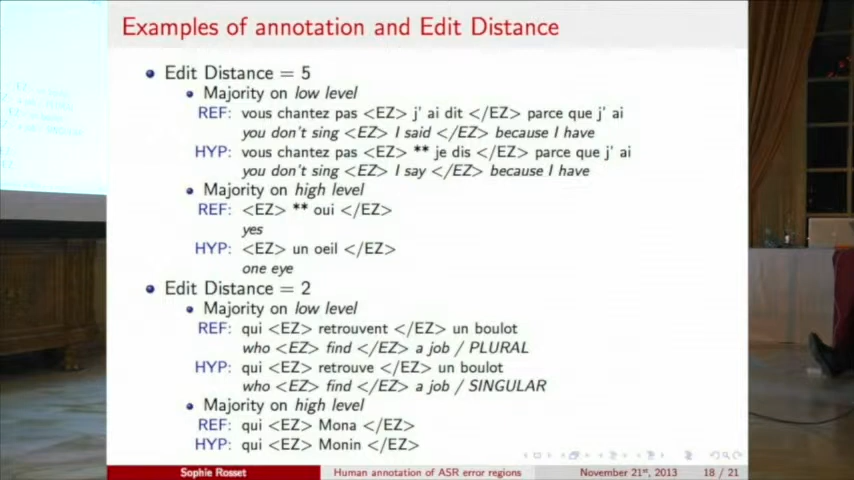 Examples of annotation and Edit Distance
Edit Distance = 5
Majority on low level
REF: vous chantez pas <EZ> j' ai dit </EZ> parce que j' ai
you don't sing <EZ> I said </EZ> because I have
HYP: vous chantez pas <EZ> ** je dis </EZ> parce que j' ai
you don't sing <EZ> I say </EZ> because I have
Majority on high level
REF: <EZ> ** oui </EZ>
yes
HYP: <EZ> un oeil </EZ>
one eye
Edit Distance = 2
Majority on low level
REF: qui <EZ> retrouvent </EZ> un boulot
who <EZ> find </EZ> a job / PLURAL
HYP: qui <EZ> retrouve </EZ> un boulot
who <EZ> find </EZ> a job / SINGULAR
Majority on high level
REF: qui <EZ> Mona </EZ>
HYP: qui <EZ> Monin </EZ>
Sophie Rosset Human annotation of ASR error regions November 21st, 2013 18 / 21